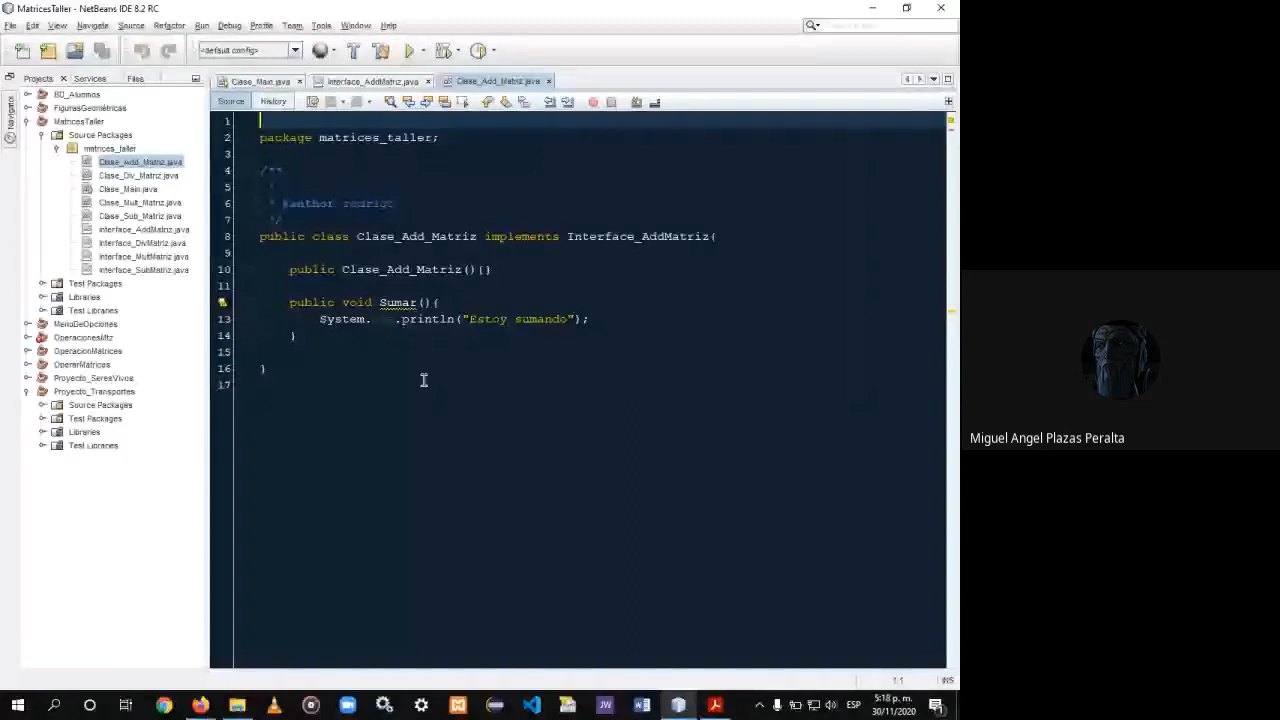 MatricesTaller - NetBeans IDE 8.2 RC
File Edit View Navigate Source Refactor Run Debug Profile Team Tools Window Help
<default config>
Projects Services Files
Clase_Main.java Interface_AddMatriz.java Clase_Add_Matriz.java
Source History
Navigator
BD_Alumnos
FigurasGeométricas
MatricesTaller
Source Packages
matrices_taller
Clase_Add_Matriz.java
Clase_Div_Matriz.java
Clase_Main.java
Clase_Mult_Matriz.java
Clase_Sub_Matriz.java
Interface_AddMatriz.java
Interface_DivMatriz.java
Interface_MultMatriz.java
Interface_SubMatriz.java
Test Packages
Libraries
Test Libraries
MenuDeOpciones
OperacionesMtz
OperacionMatrices
OperarMatrices
Proyecto_SeresVivos
Proyecto_Transportes
Source Packages
Test Packages
Libraries
Test Libraries
1
2 package matrices_taller;
3
4 /**
5 *
6 * @author rodrigt
7 */
8 public class Clase_Add_Matriz implements Interface_AddMatriz{
9
10 public Clase_Add_Matriz(){}
11
public void Sumar(){
13 System. .println("Estoy sumando");
14 }
15
16 }
17
1:1 INS
Miguel Angel Plazas Peralta
ESP
5:18 p. m.
30/11/2020